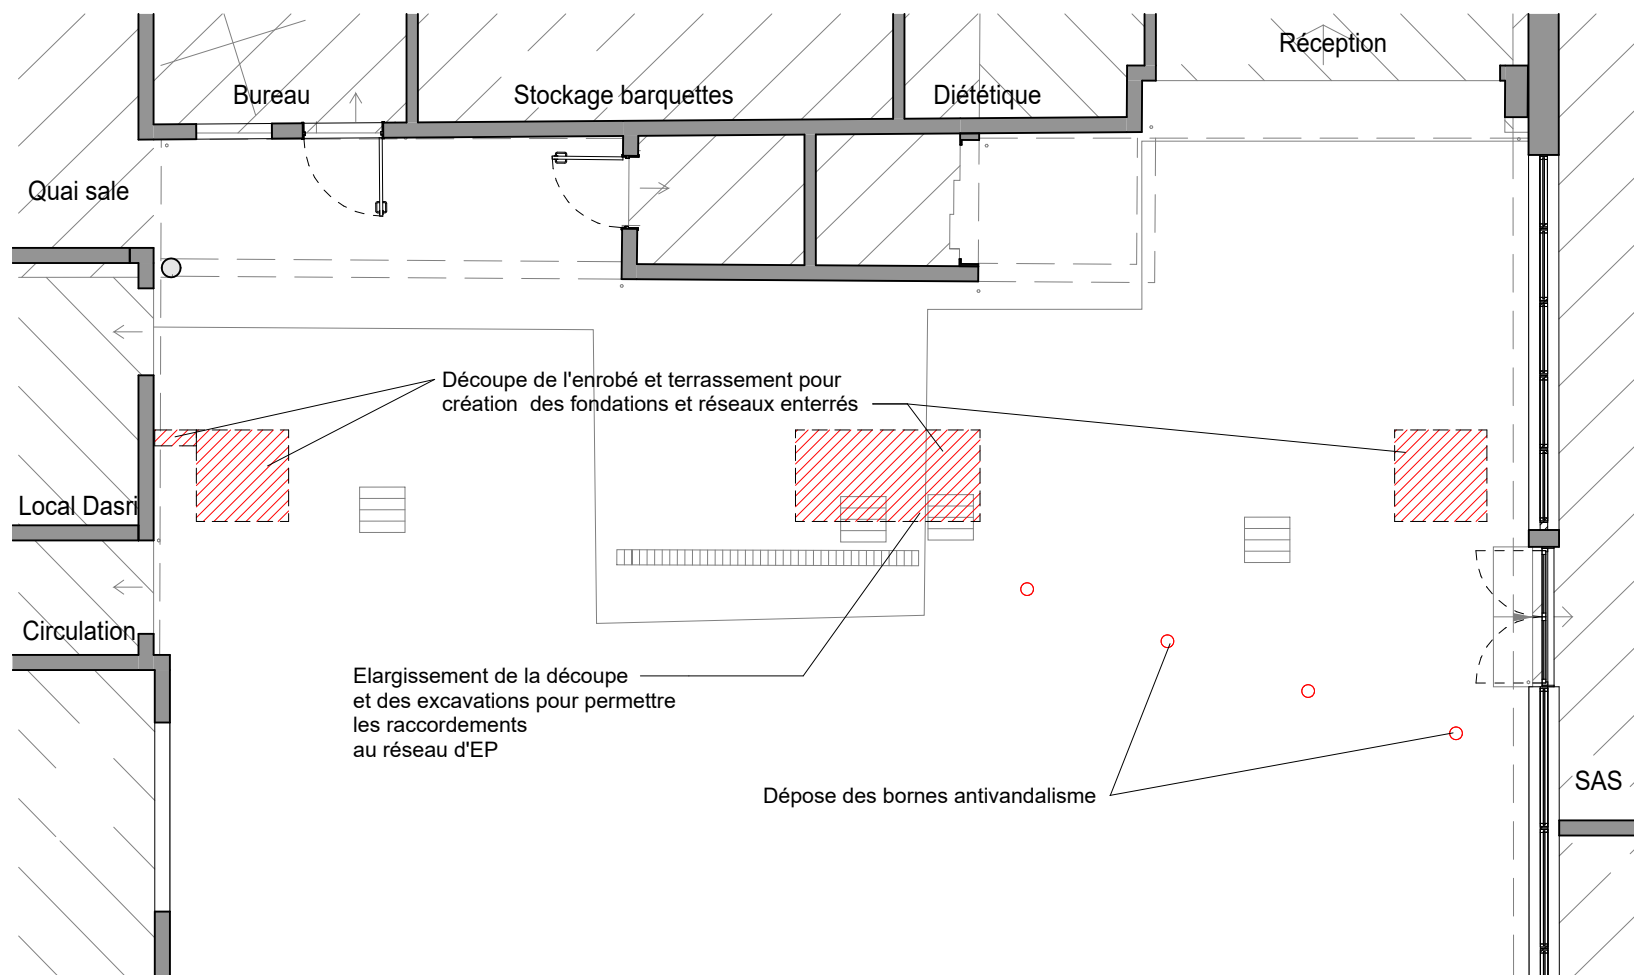 Réception
Bureau
Stockage barquettes
Diététique
Quai sale
Découpe de l'enrobé et terrassement pour
création des fondations et réseaux enterrés
Local Dasri
Circulation
Elargissement de la découpe
et des excavations pour permettre
les raccordements
au réseau d'EP
SAS
Dépose des bornes antivandalisme